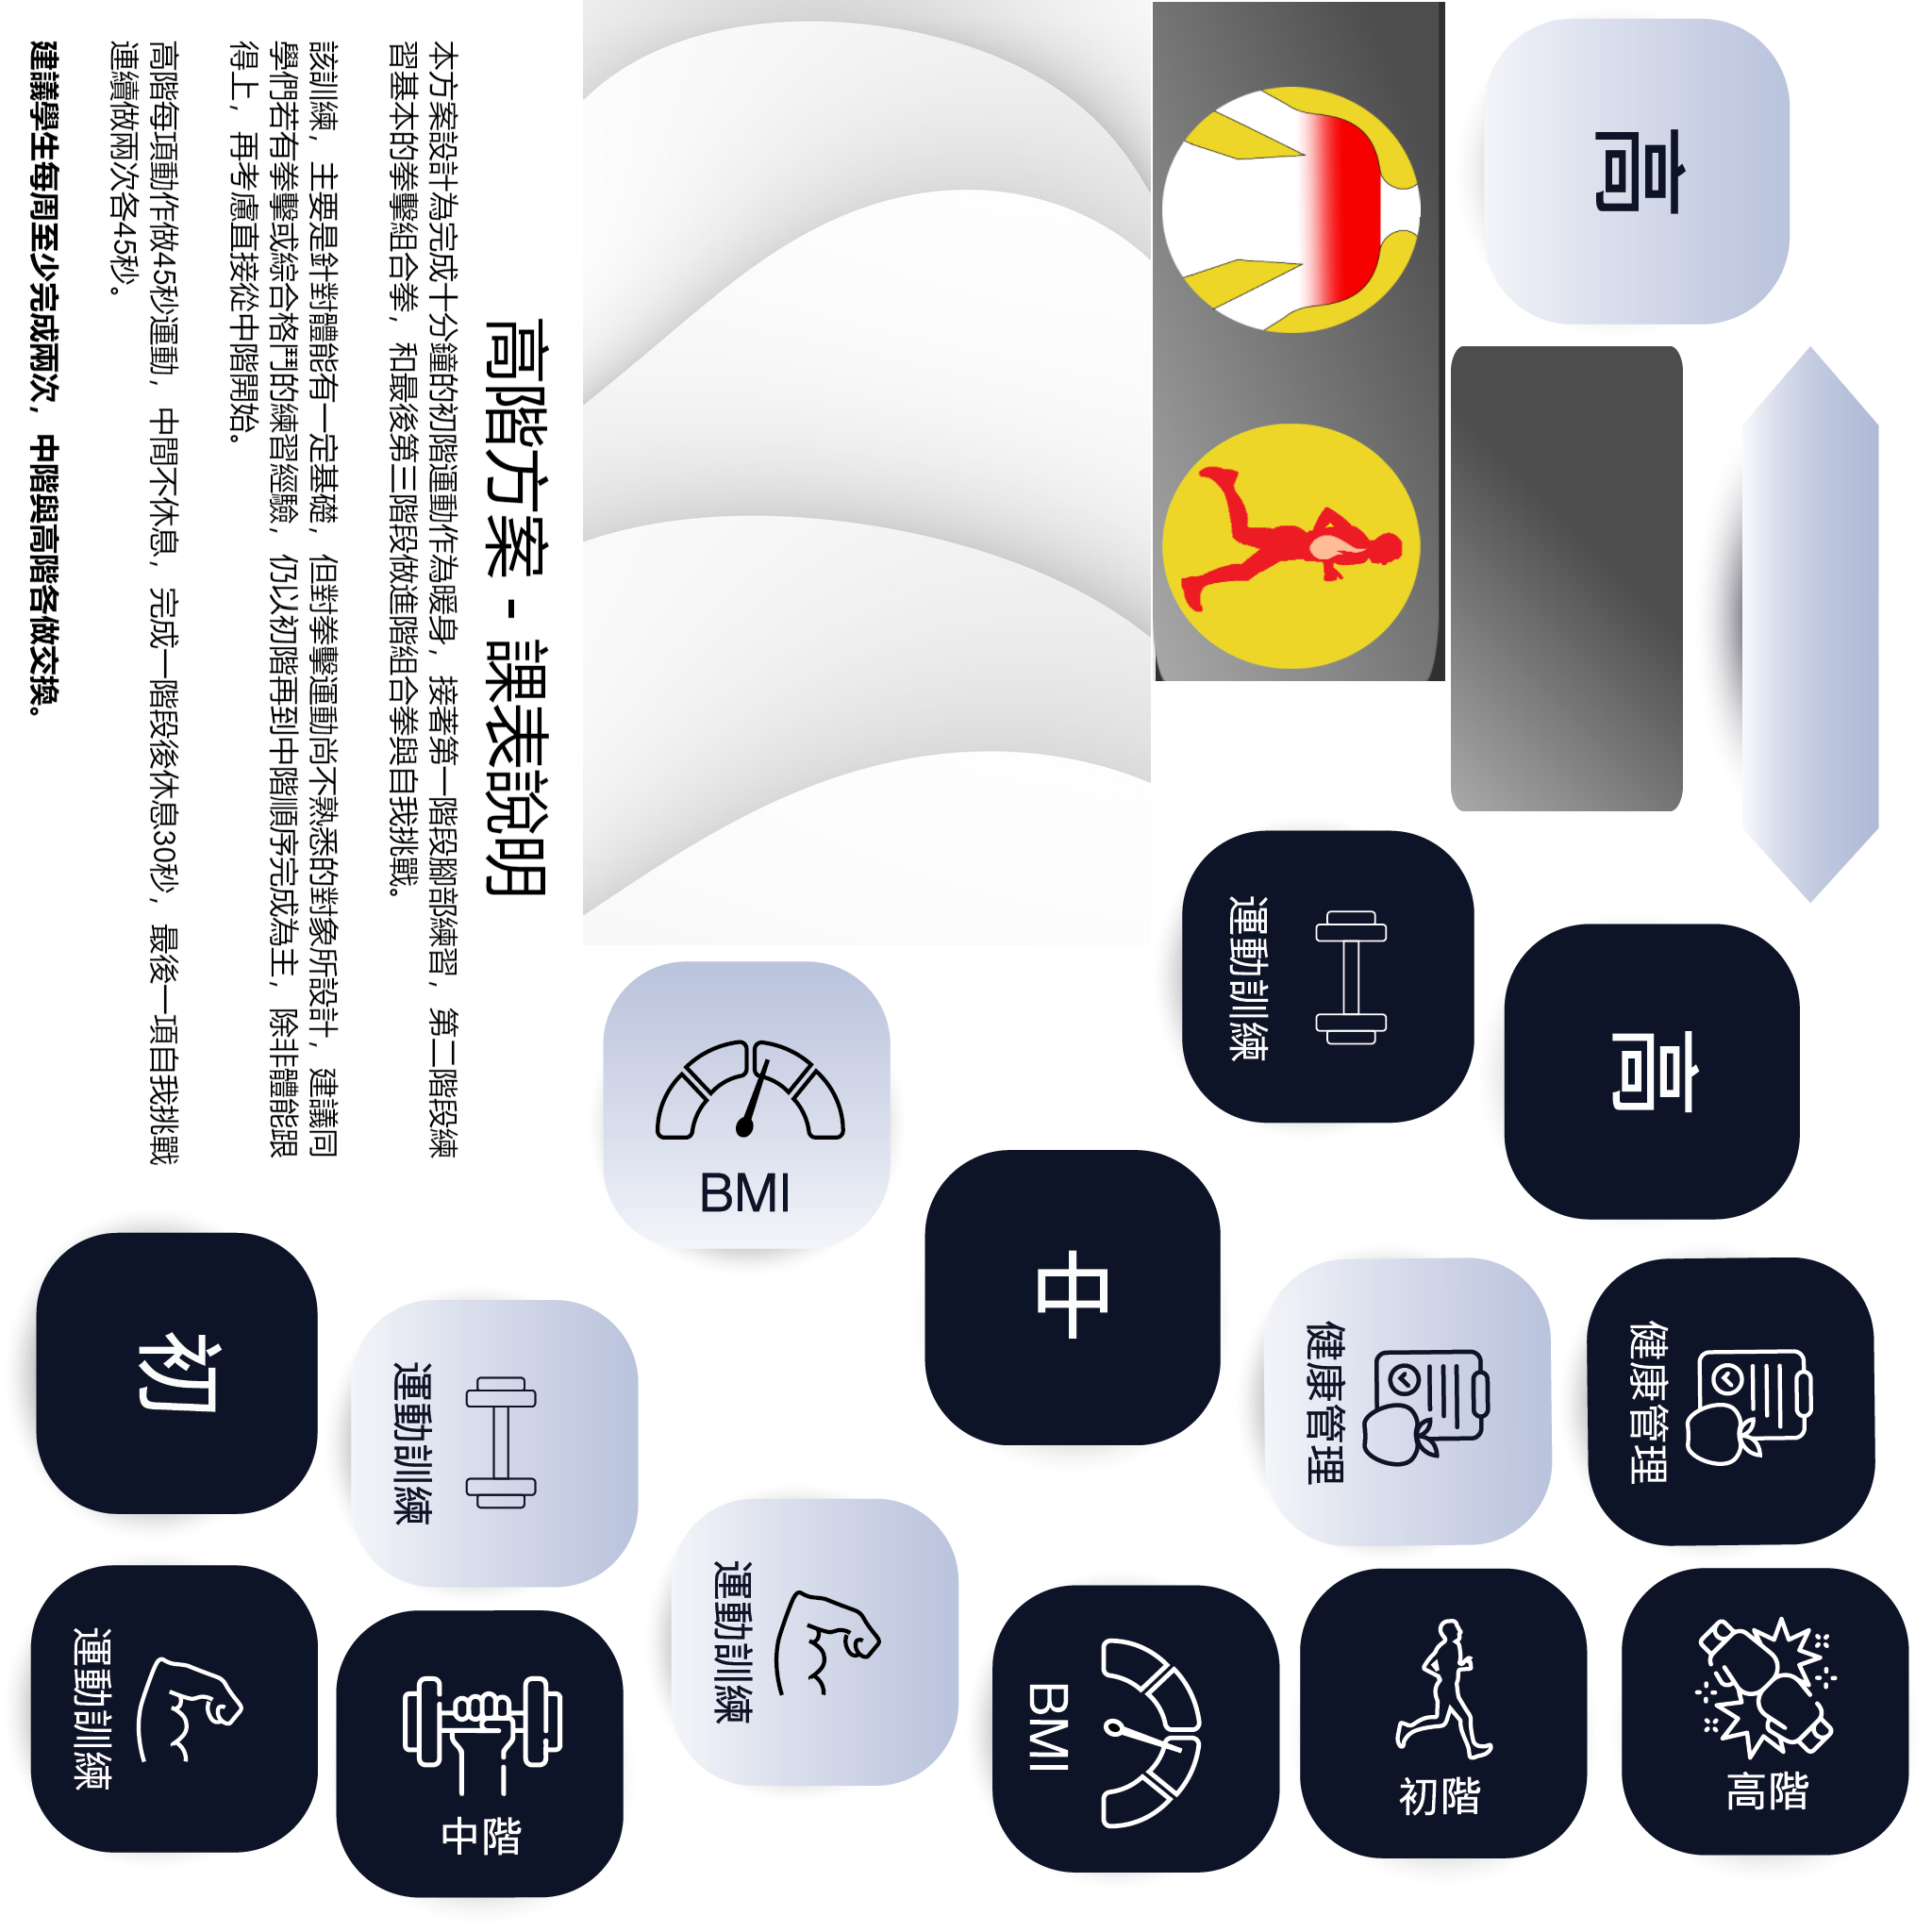 高階方案 - 課表說明
本方案設計為完成十分鐘的初階運動作為暖身，接著第一階段腳部練習，第二階段練
習基本的拳擊組合拳，和最後第三階段做進階組合拳與自我挑戰。
該訓練，主要是針對體能有一定基礎，但對拳擊運動尚不熟悉的對象所設計，建議同
學們若有拳擊或綜合格鬥的練習經驗，仍以初階再到中階順序完成為主，除非體能跟
得上，再考慮直接從中階開始。
高階每項動作做45秒運動，中間不休息，完成一階段後休息30秒，最後一項自我挑戰
連續做兩次各45秒。
建議學生每周至少完成兩次，中階與高階各做交換。
高
運動訓練
高
BMI
中
健康管理
健康管理
初
運動訓練
運動訓練
運動訓練
中階
BMI
初階
高階